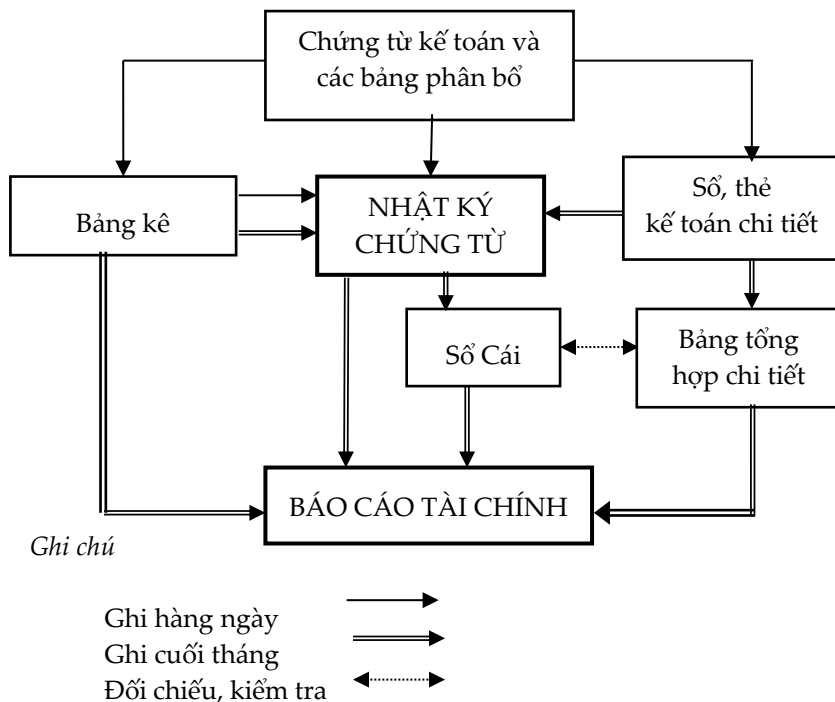 Chứng từ kế toán và
các bảng phân bổ
Bảng kê
NHẬT KÝ
CHỨNG TỪ
Sổ, thẻ
kế toán chi tiết
Sổ Cái
Bảng tổng
hợp chi tiết
BÁO CÁO TÀI CHÍNH
Ghi chú
Ghi hàng ngày
Ghi cuối tháng
Đối chiếu, kiểm tra